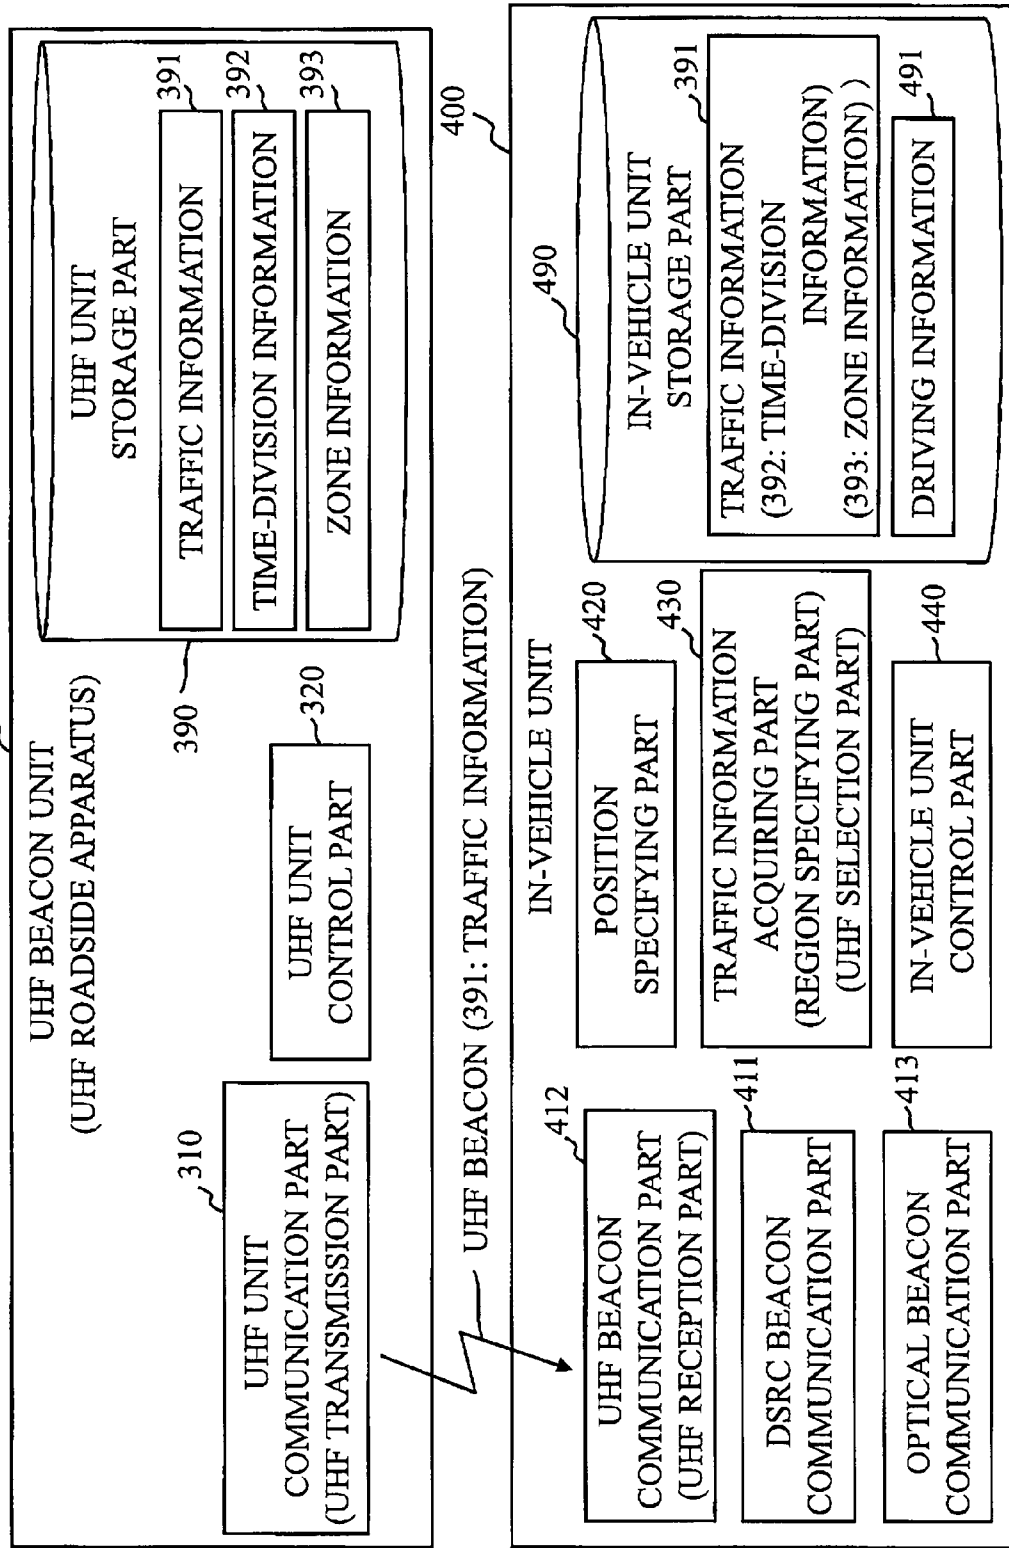 UHF BEACON UNIT
(UHF ROADSIDE APPARATUS)
310
UHF UNIT
COMMUNICATION PART
(UHF TRANSMISSION PART)
320
UHF UNIT
CONTROL PART
390
UHF UNIT
STORAGE PART
391
TRAFFIC INFORMATION
392
TIME-DIVISION INFORMATION
393
ZONE INFORMATION
UHF BEACON (391: TRAFFIC INFORMATION)
400
IN-VEHICLE UNIT
412
UHF BEACON
COMMUNICATION PART
(UHF RECEPTION PART)
411
DSRC BEACON
COMMUNICATION PART
413
OPTICAL BEACON
COMMUNICATION PART
420
POSITION
SPECIFYING PART
430
TRAFFIC INFORMATION
ACQUIRING PART
(REGION SPECIFYING PART)
(UHF SELECTION PART)
440
IN-VEHICLE UNIT
CONTROL PART
490
IN-VEHICLE UNIT
STORAGE PART
391
TRAFFIC INFORMATION
(392: TIME-DIVISION
INFORMATION)
(393: ZONE INFORMATION) )
491
DRIVING INFORMATION